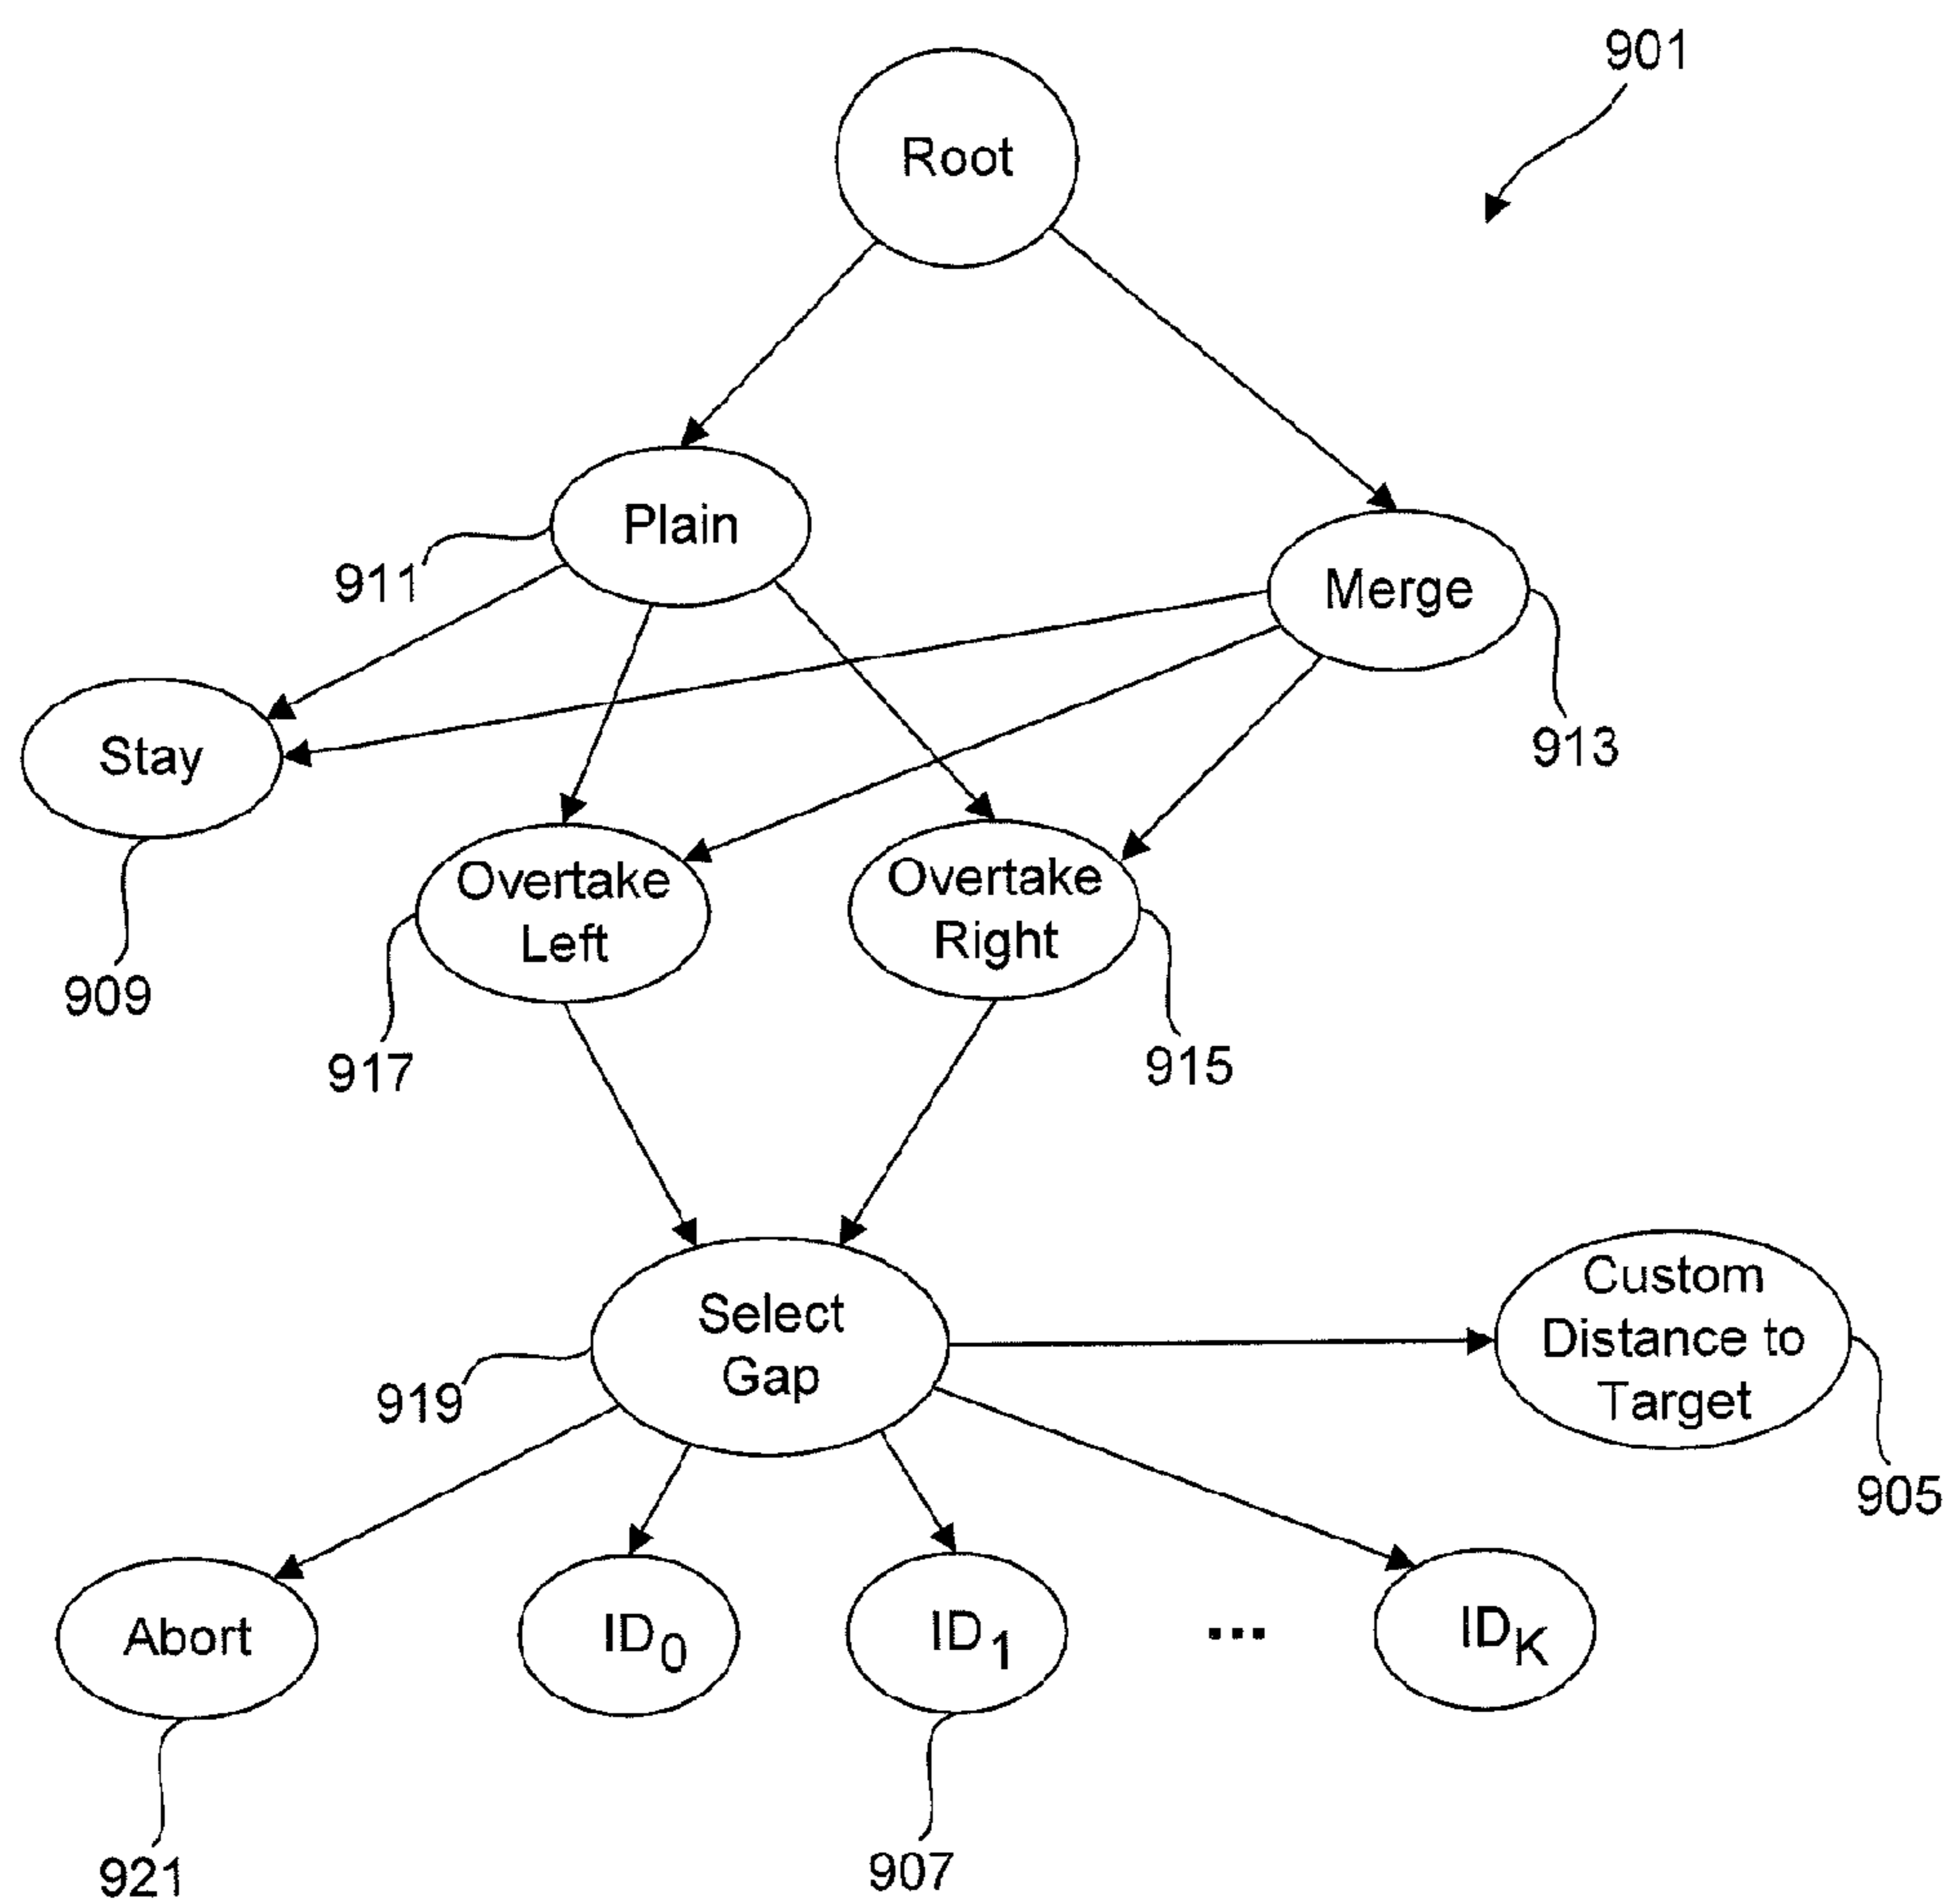 901
Root
Plain
911
Merge
913
Stay
909
Overtake
Left
917
Overtake
Right
915
Select
Gap
919
Custom
Distance to
Target
905
Abort
921
ID0
ID1
907
...
IDK